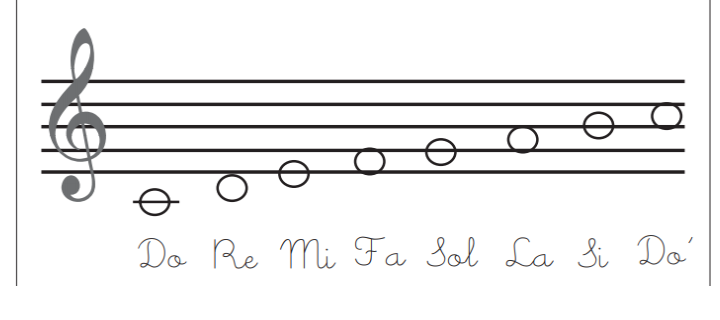 Do Re Mi Fa Sol La Si Do´